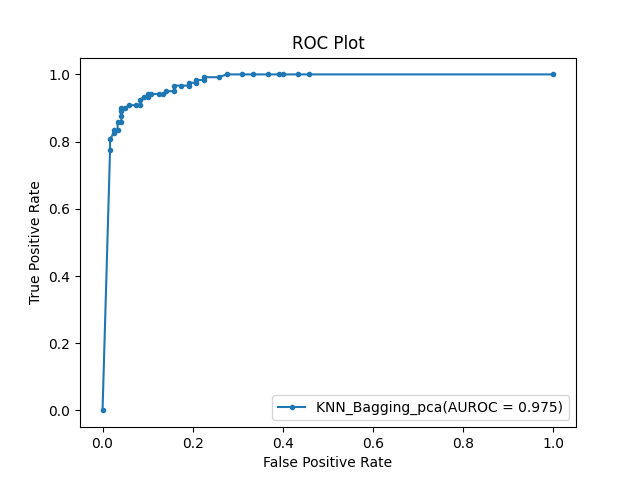 ROC Plot
True Positive Rate
1.0
0.8
0.6
0.4
0.2
0.0
KNN_Bagging_pca(AUROC = 0.975)
0.0 0.2 0.4 0.6 0.8 1.0
False Positive Rate